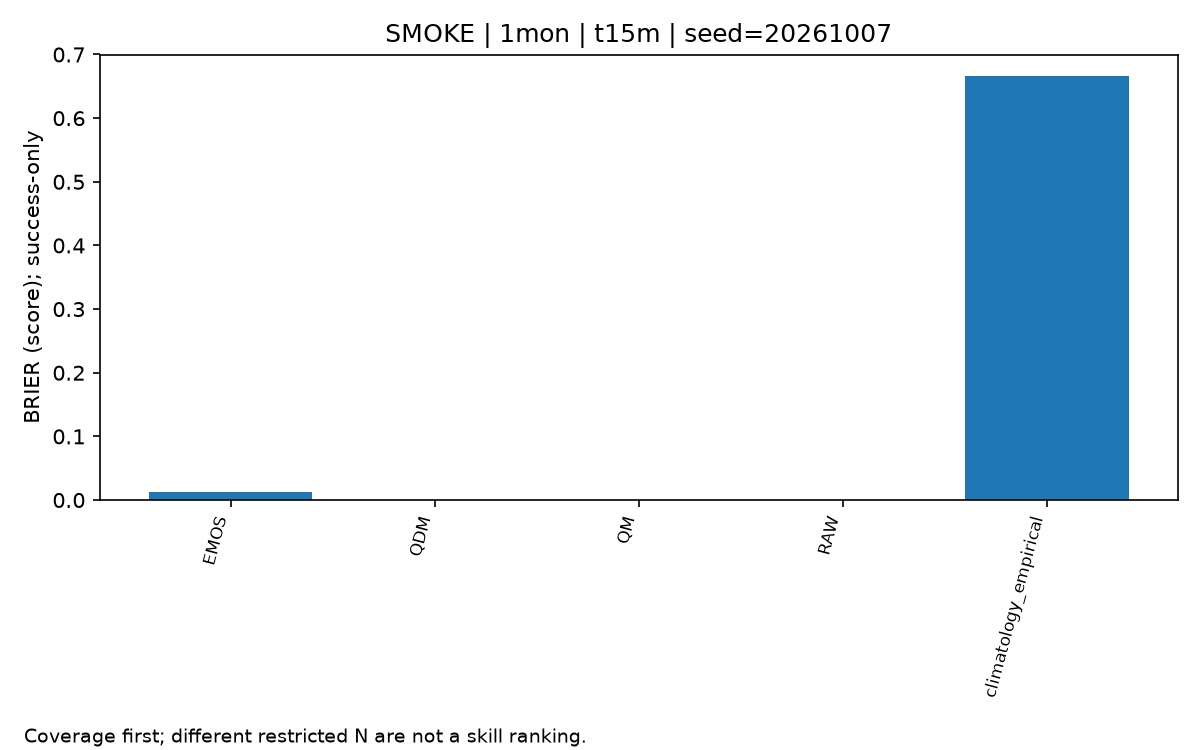 SMOKE | 1mon | t15m | seed=20261007
BRIER (score); success-only
0.7
0.6
0.5
0.4
0.3
0.2
0.1
0.0
EMOS
QDM
QM
RAW
climatology_empirical
Coverage first; different restricted N are not a skill ranking.